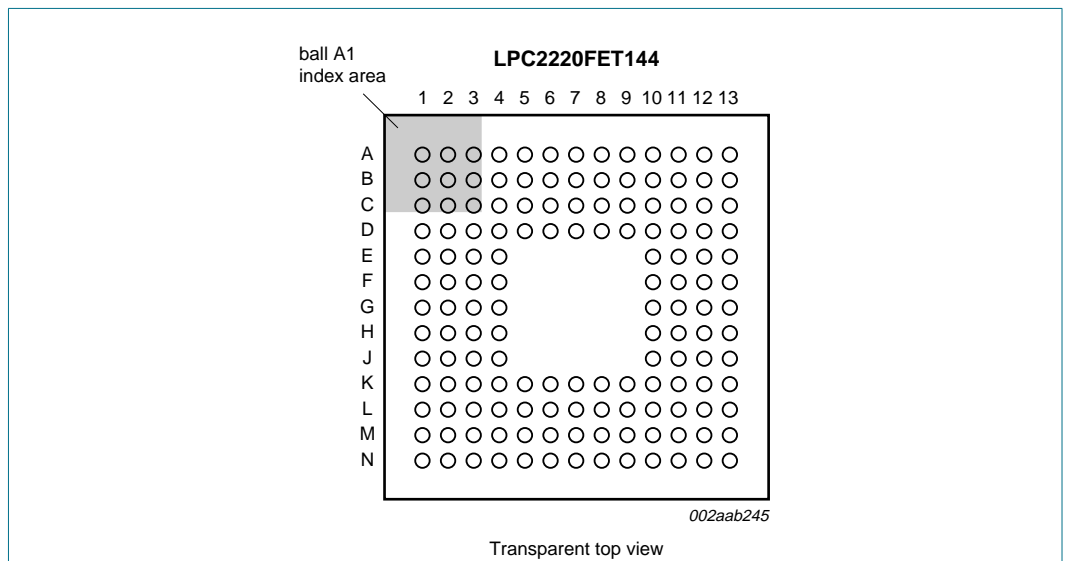 ball A1
index area
LPC2220FET144
1 2 3 4 5 6 7 8 9 10 11 12 13
A
B
C
D
E
F
G
H
J
K
L
M
N
002aab245
Transparent top view